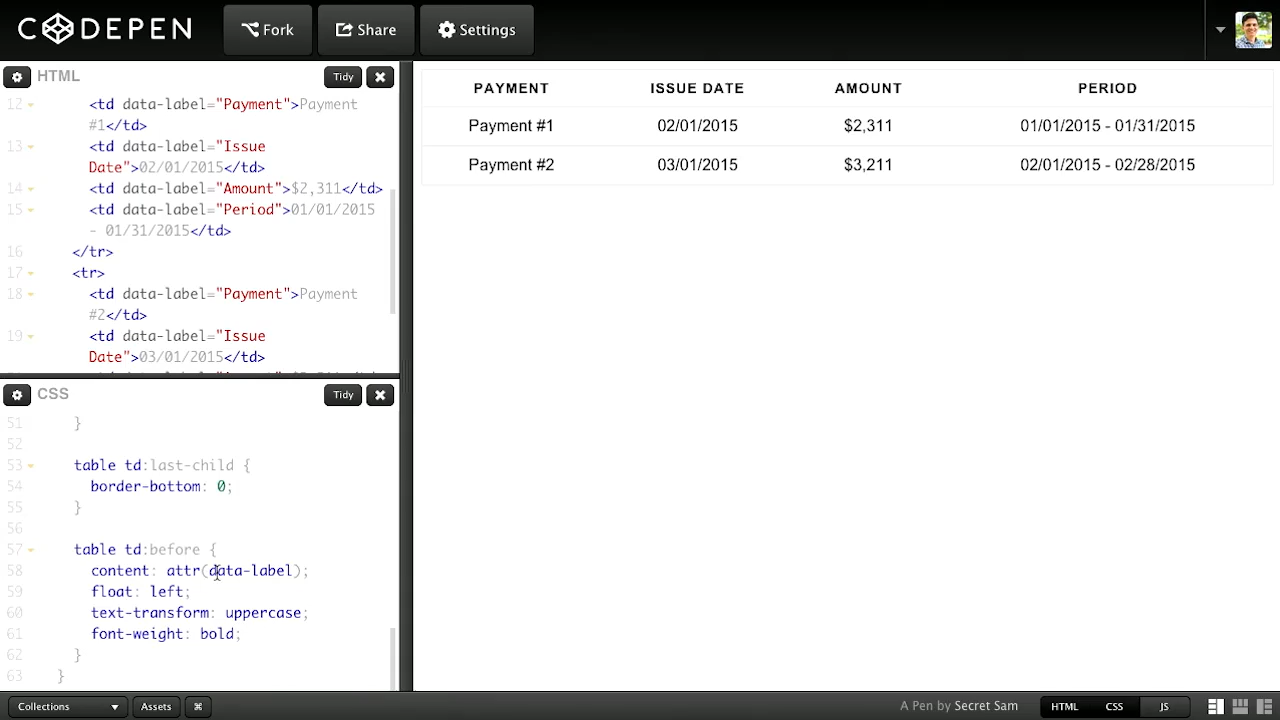 CODEPEN
Fork
Share
Settings
HTML
Tidy
12 <td data-label="Payment">Payment
#1</td>
13 <td data-label="Issue
Date">02/01/2015</td>
14 <td data-label="Amount">$2,311</td>
15 <td data-label="Period">01/01/2015
- 01/31/2015</td>
16 </tr>
17 <tr>
18 <td data-label="Payment">Payment
#2</td>
19 <td data-label="Issue
Date">03/01/2015</td>
CSS
Tidy
51 }
52
53 table td:last-child {
54 border-bottom: 0;
55 }
56
57 table td:before {
58 content: attr(data-label);
59 float: left;
60 text-transform: uppercase;
61 font-weight: bold;
62 }
63 }
PAYMENT ISSUE DATE AMOUNT PERIOD
Payment #1 02/01/2015 $2,311 01/01/2015 - 01/31/2015
Payment #2 03/01/2015 $3,211 02/01/2015 - 02/28/2015
Collections
Assets
⌘
A Pen by Secret Sam
HTML
CSS
JS